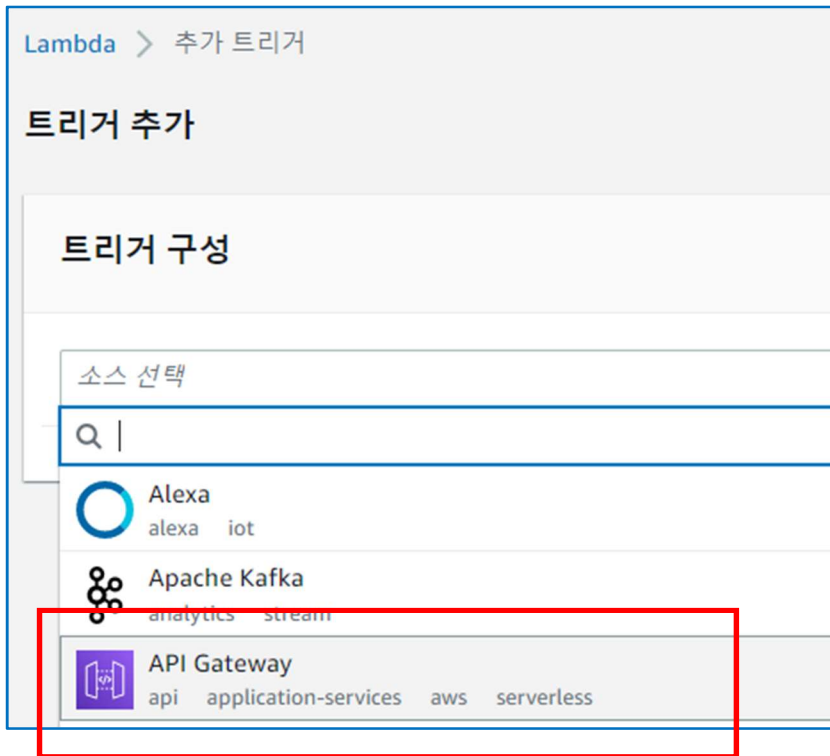 Lambda > 추가 트리거
트리거 추가
트리거 구성
소스 선택
Alexa
alexa iot
Apache Kafka
analytics stream
API Gateway
api application-services aws serverless